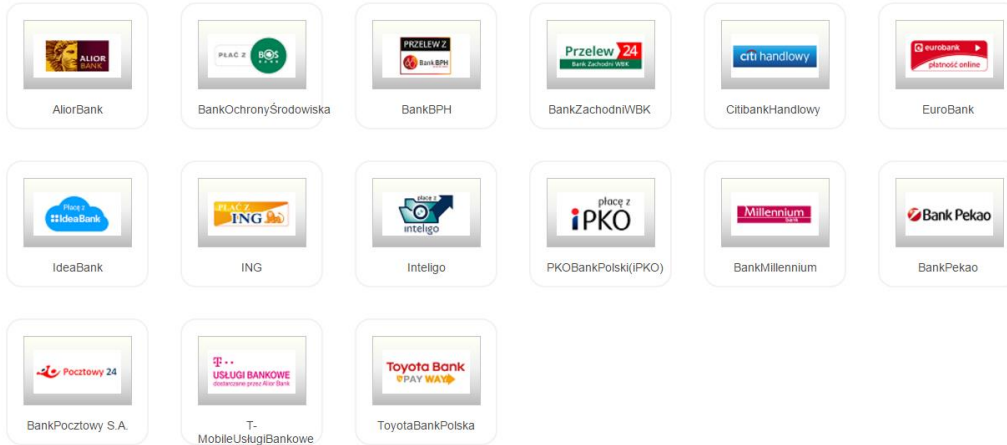 ALIOR
BANK
AliorBank
PŁAĆ Z BOŚ
BANK
BankOchronyŚrodowiska
PRZELEW Z
Bank BPH
BankBPH
Przelew 24
Bank Zachodni WBK
BankZachodniWBK
citi handlowy
CitibankHandlowy
eurobank
płatność online
EuroBank
Płacę z
IdeaBank
IdeaBank
PŁAĆ Z
ING
ING
płacę z
inteligo
Inteligo
płacę z
iPKO
PKOBankPolski(iPKO)
Millennium
bank
BankMillennium
Bank Pekao
BankPekao
Pocztowy 24
BankPocztowy S.A.
T
USŁUGI BANKOWE
dostarczane przez Alior Bank
T-
MobileUsługiBankowe
Toyota Bank
PAY WAY
ToyotaBankPolska